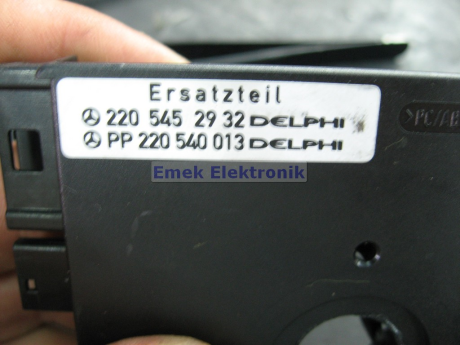 Ersatzteil
220 545 29 32 DELPHI
PP 220 540 013 DELPHI
Emek Elektronik